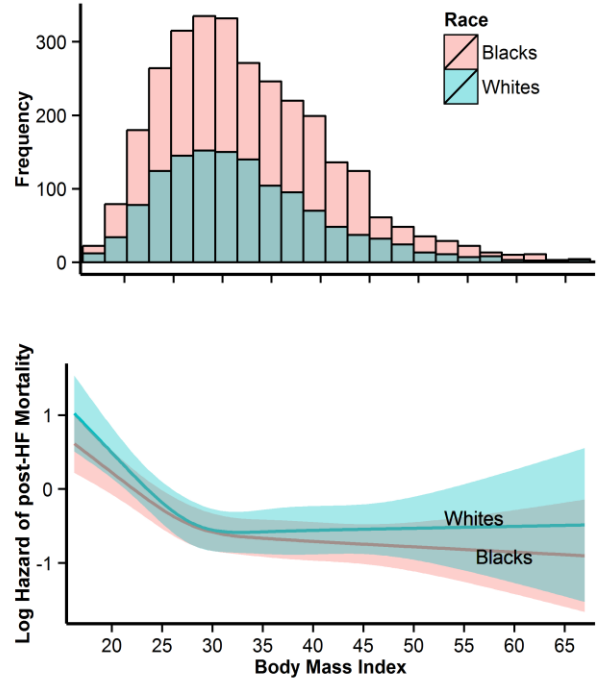 Race
Blacks
Whites
Frequency
300
200
100
0
Log Hazard of post-HF Mortality
1
0
-1
Whites
Blacks
20 25 30 35 40 45 50 55 60 65
Body Mass Index